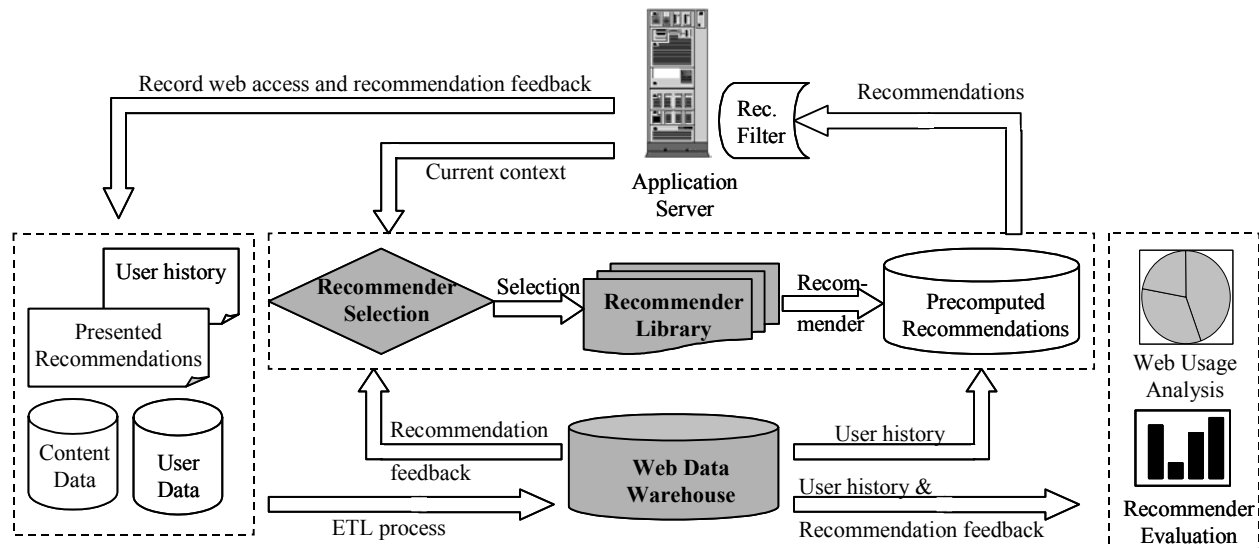 Record web access and recommendation feedback
Current context
Application
Server
Rec.
Filter
Recommendations
User history
Presented
Recommendations
Content
Data
User
Data
Recommender
Selection
Selection
Recommender
Library
Recom-
mender
Precomputed
Recommendations
Web Usage
Analysis
Recommender
Evaluation
Recommendation
feedback
Web Data
Warehouse
User history
User history &
Recommendation feedback
ETL process